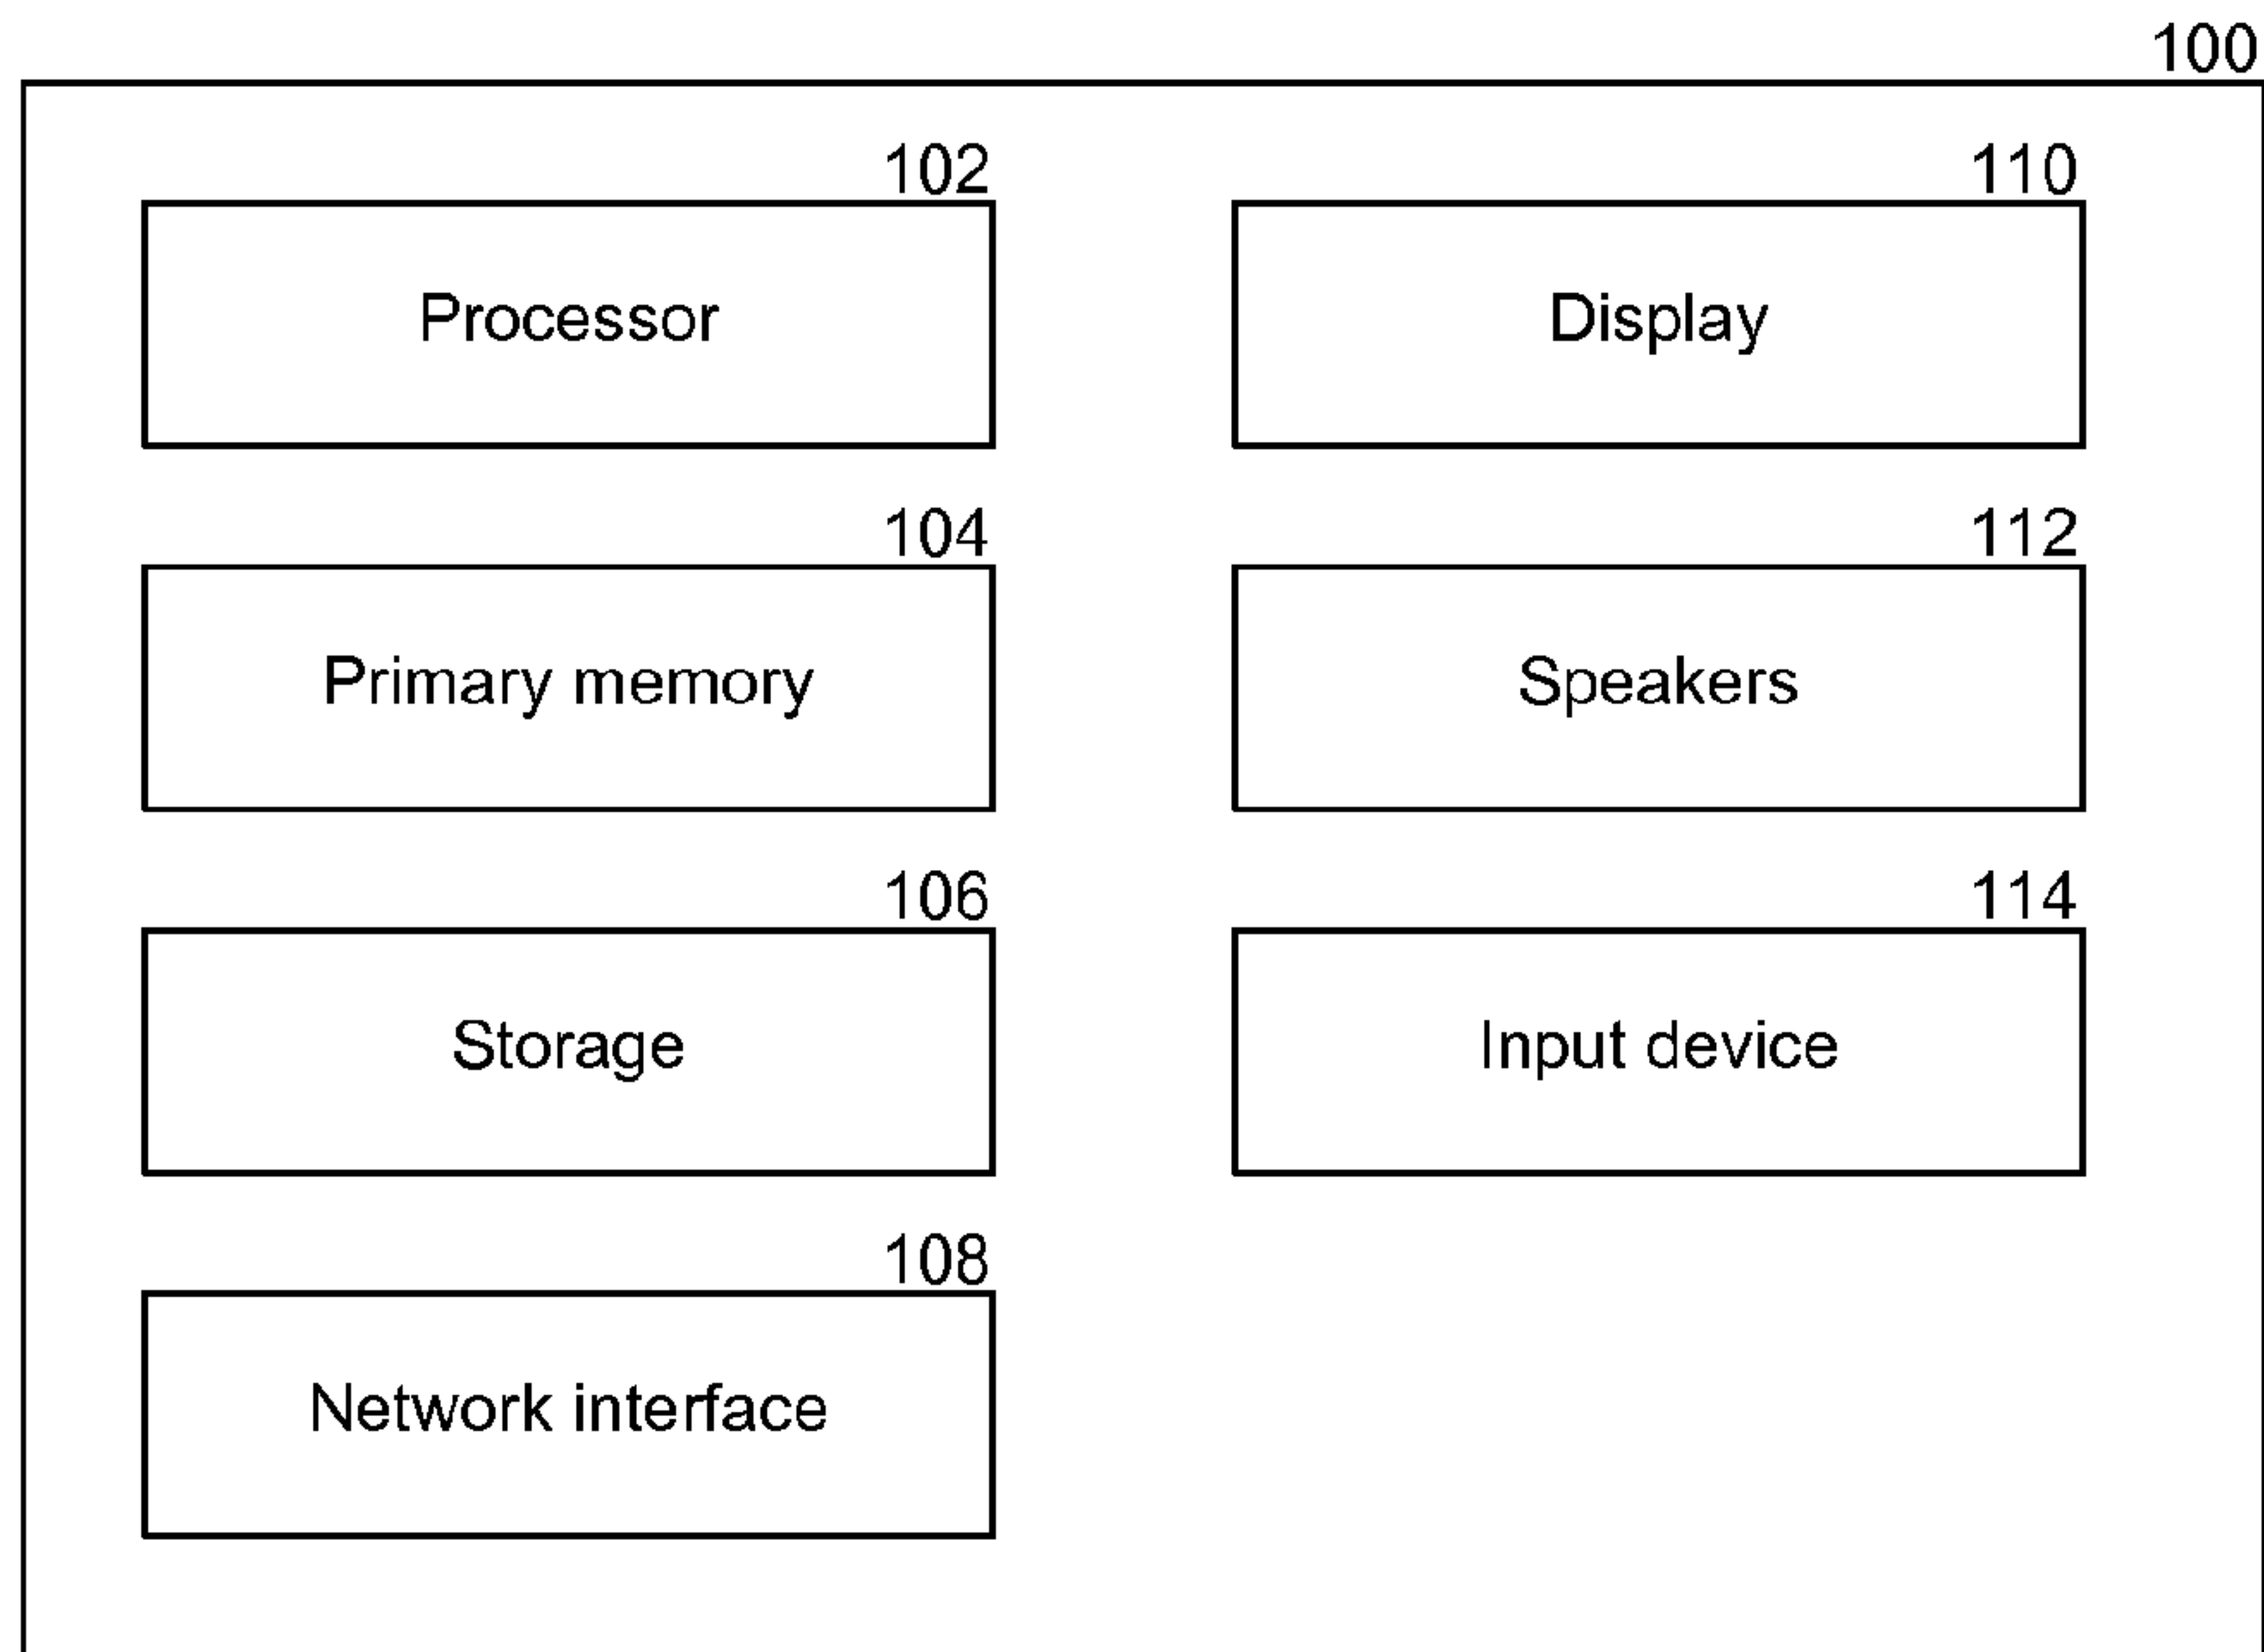 100
102
Processor
110
Display
104
Primary memory
112
Speakers
106
Storage
114
Input device
108
Network interface